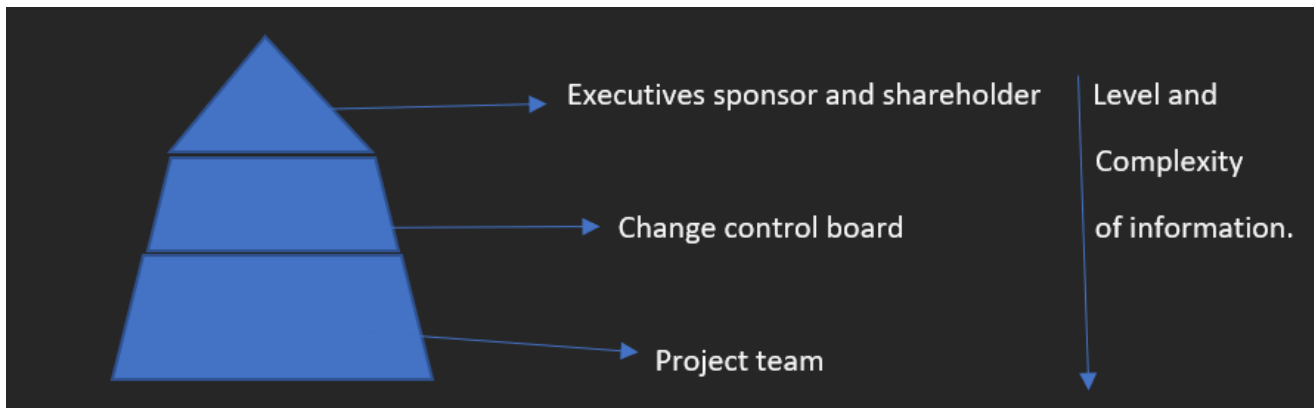 Executives sponsor and shareholder
Level and
Complexity
of information.
Change control board
Project team